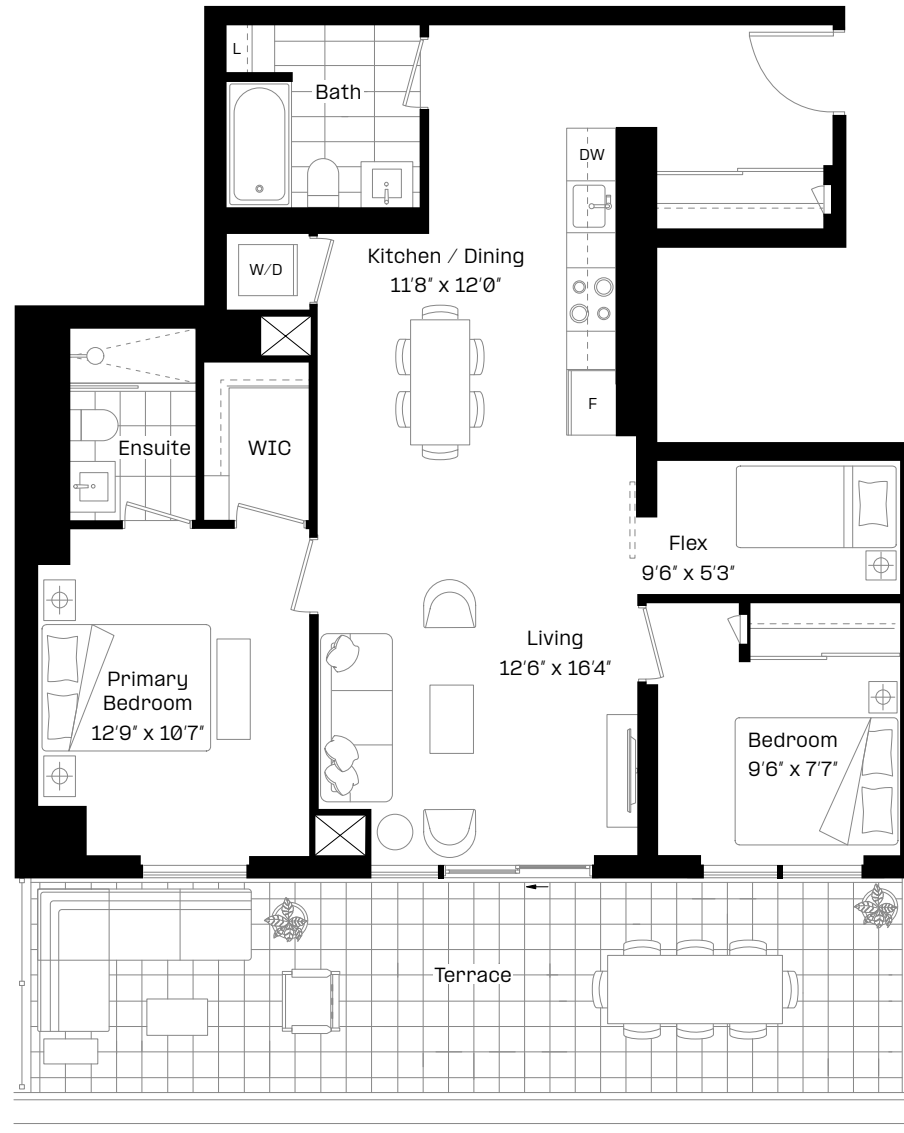 L
Bath
DW
W/D
Kitchen / Dining
11'8" x 12'0"
F
Ensuite
WIC
Flex
9'6" x 5'3"
Living
12'6" x 16'4"
Primary
Bedroom
12'9" x 10'7"
Bedroom
9'6" x 7'7"
Terrace